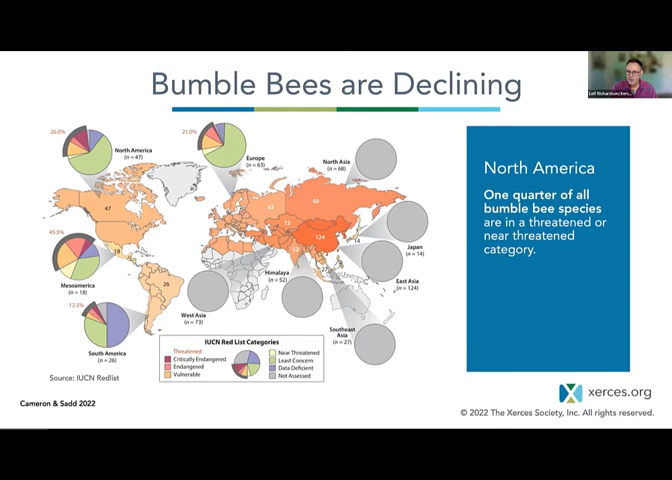 Bumble Bees are Declining
26.0%
North America
(n = 47)
21.0%
Europe
(n = 63)
North Asia
(n = 68)
47
63
68
73
124
14
Japan
(n = 14)
45.5%
18
Mesoamerica
(n = 18)
26
Himalaya
(n = 52)
52
27
East Asia
(n = 124)
12.5%
West Asia
(n = 73)
South America
(n = 26)
Southeast
Asia
(n = 27)
IUCN Red List Categories
Threatened
Critically Endangered
Endangered
Vulnerable
Near Threatened
Least Concern
Data Deficient
Not Assessed
Source: IUCN Redlist
Cameron & Sadd 2022
North America
One quarter of all
bumble bee species
are in a threatened or
near threatened
category.
xerces.org
© 2022 The Xerces Society, Inc. All rights reserved.
Leif Richardson/Xerc...